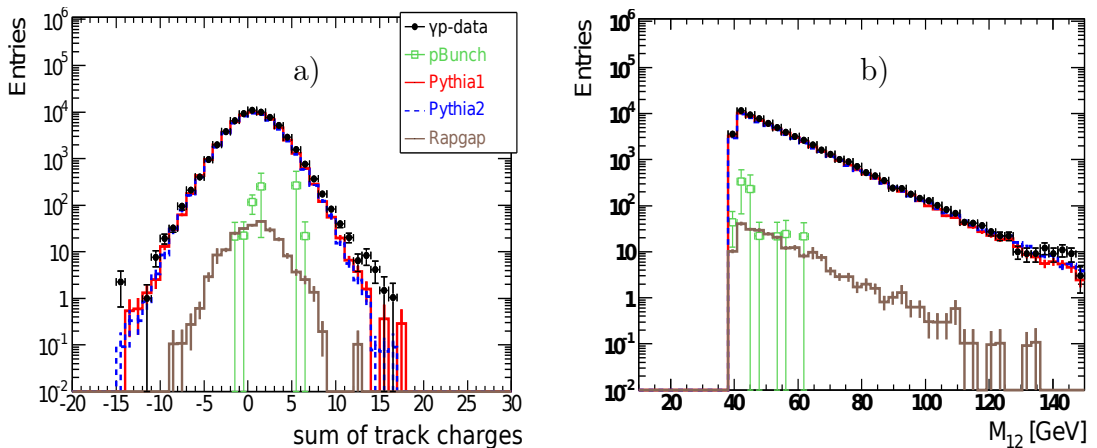 Entries
10^6
10^5
10^4
10^3
10^2
10
1
10^-1
10^-2
-20 -15 -10 -5 0 5 10 15 20 25 30
sum of track charges
a)
γp-data
pBunch
Pythia1
Pythia2
Rapgap
Entries
10^6
10^5
10^4
10^3
10^2
10
1
10^-1
10^-2
20 40 60 80 100 120 140
M_12 [GeV]
b)